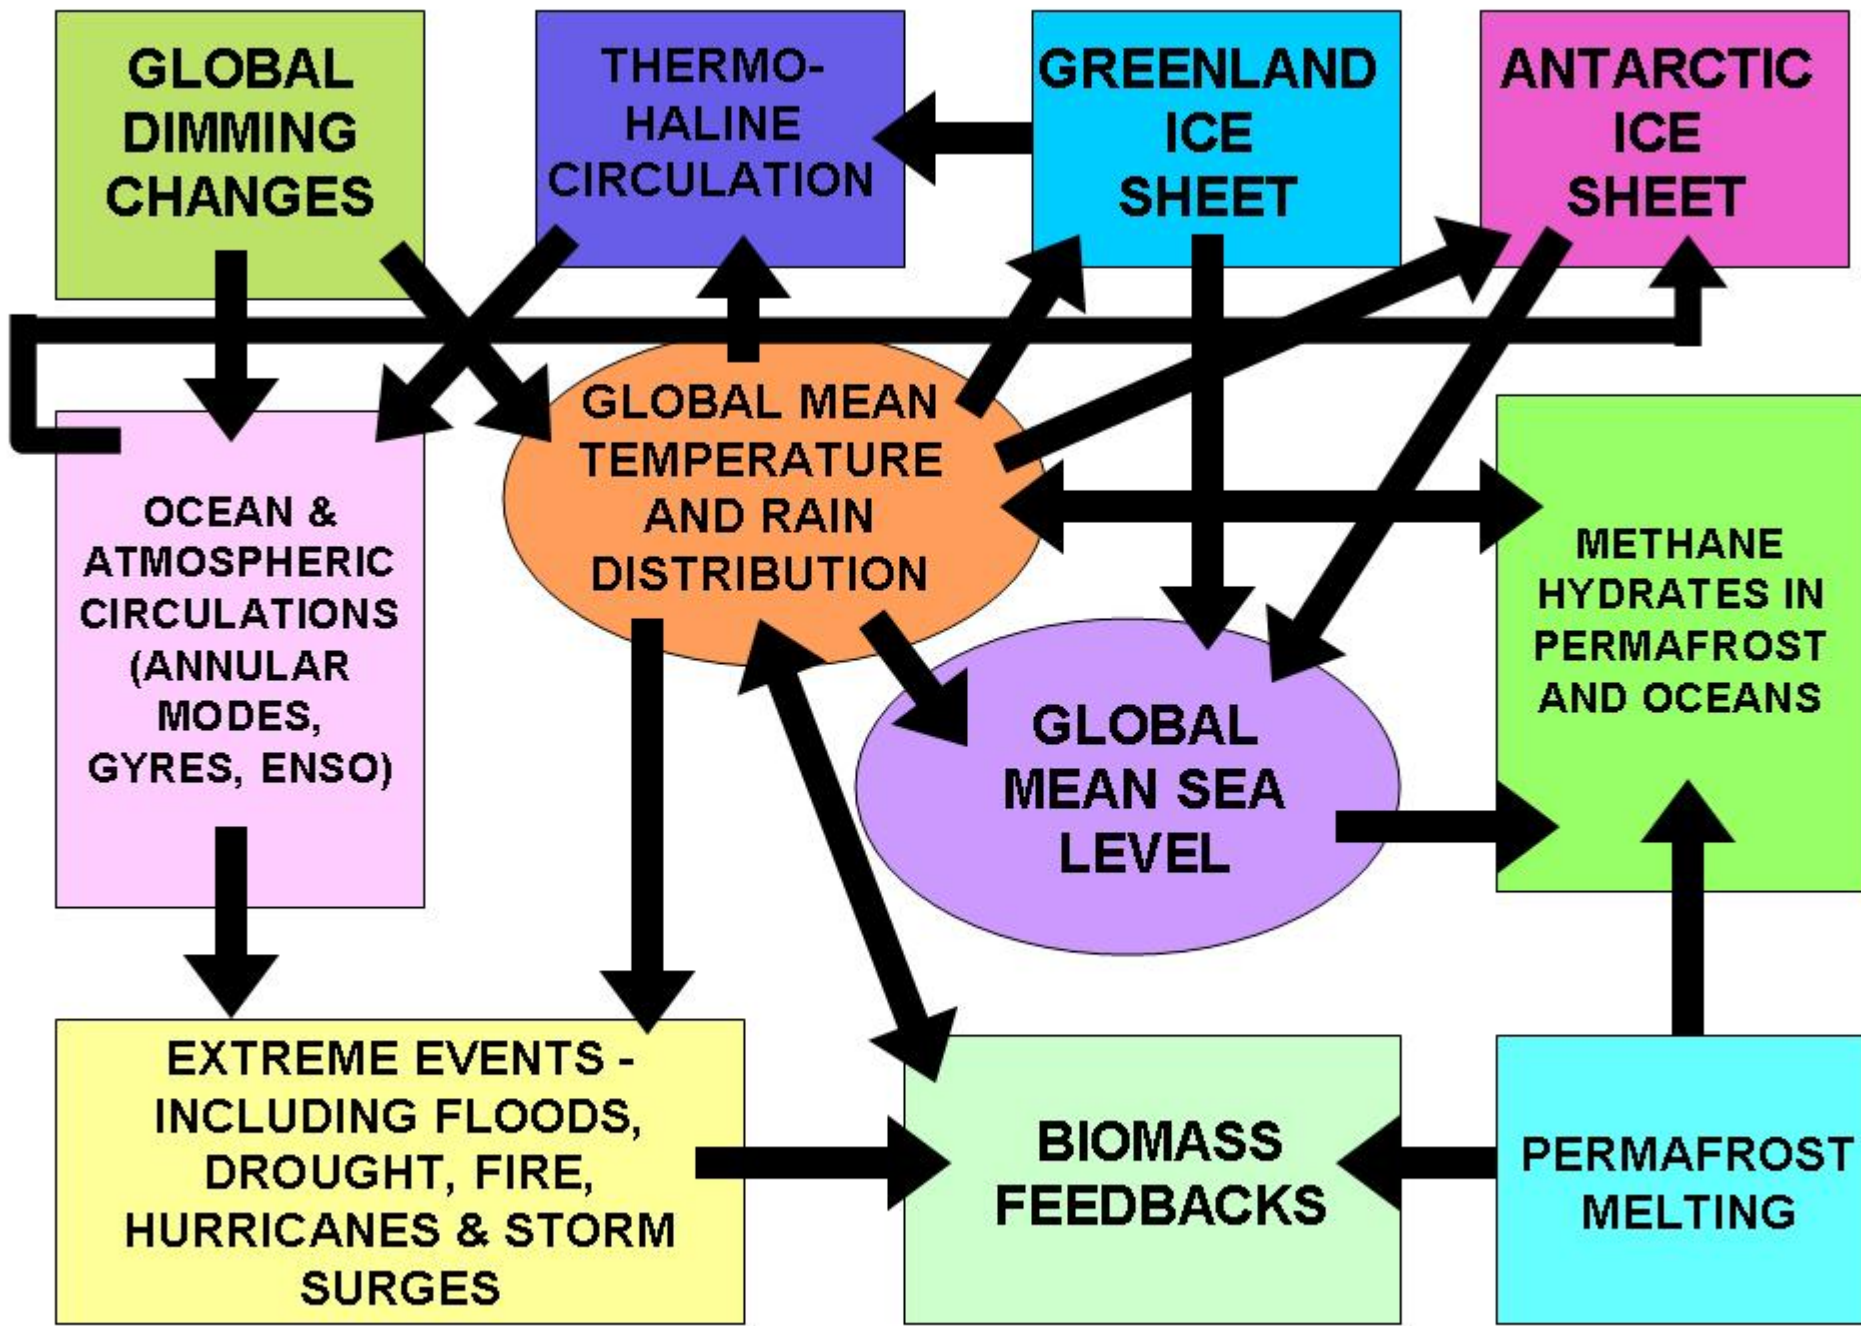 GLOBAL
DIMMING
CHANGES
THERMO-
HALINE
CIRCULATION
GREENLAND
ICE
SHEET
ANTARCTIC
ICE
SHEET
OCEAN &
ATMOSPHERIC
CIRCULATIONS
(ANNULAR
MODES,
GYRES, ENSO)
GLOBAL MEAN
TEMPERATURE
AND RAIN
DISTRIBUTION
METHANE
HYDRATES IN
PERMAFROST
AND OCEANS
GLOBAL
MEAN SEA
LEVEL
EXTREME EVENTS -
INCLUDING FLOODS,
DROUGHT, FIRE,
HURRICANES & STORM
SURGES
BIOMASS
FEEDBACKS
PERMAFROST
MELTING